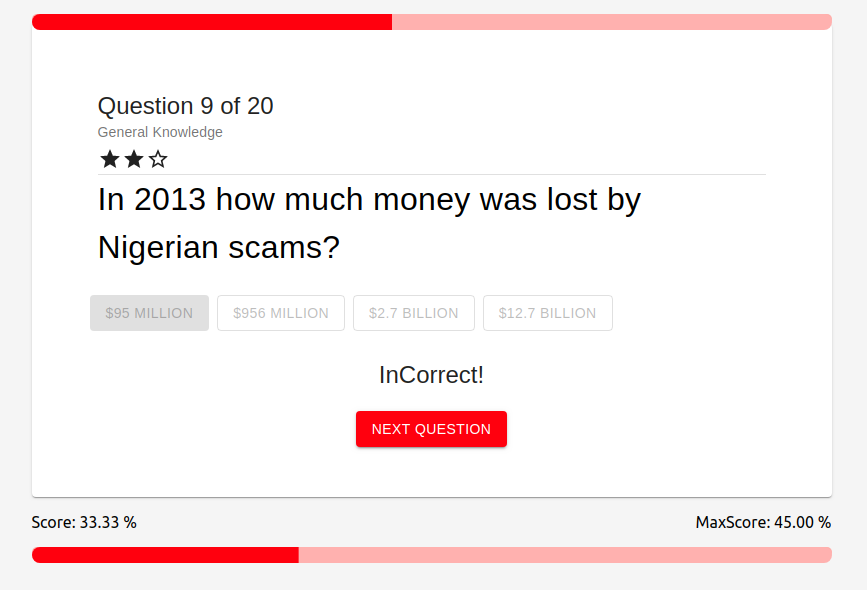 Question 9 of 20
General Knowledge
In 2013 how much money was lost by
Nigerian scams?
$95 MILLION $956 MILLION $2.7 BILLION $12.7 BILLION
InCorrect!
NEXT QUESTION
Score: 33.33 % MaxScore: 45.00 %